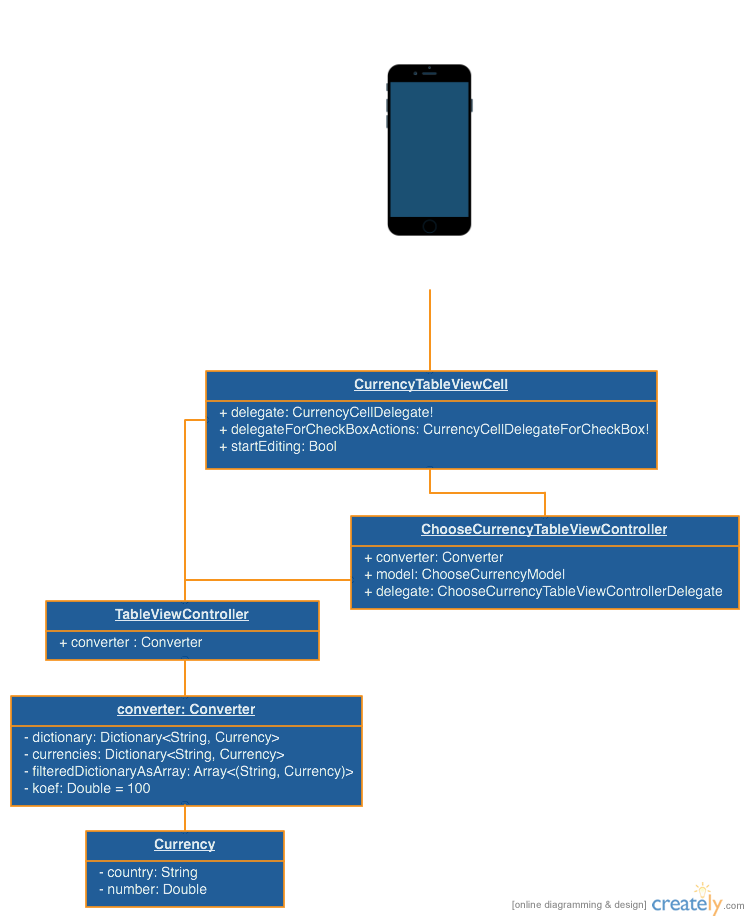 CurrencyTableViewCell
+ delegate: CurrencyCellDelegate!
+ delegateForCheckBoxActions: CurrencyCellDelegateForCheckBox!
+ startEditing: Bool
ChooseCurrencyTableViewController
+ converter: Converter
+ model: ChooseCurrencyModel
+ delegate: ChooseCurrencyTableViewControllerDelegate
TableViewController
+ converter : Converter
converter: Converter
- dictionary: Dictionary<String, Currency>
- currencies: Dictionary<String, Currency>
- filteredDictionaryAsArray: Array<(String, Currency)>
- koef: Double = 100
Currency
- country: String
- number: Double
[online diagramming & design] creately.com